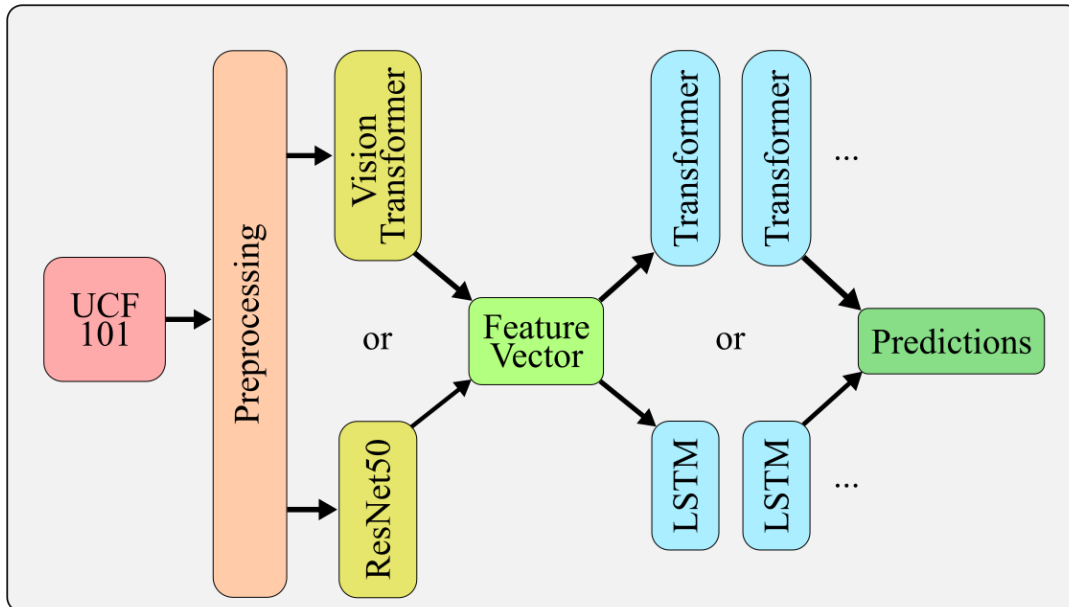 UCF
101
Preprocessing
Vision
Transformer
or
ResNet50
Feature
Vector
Transformer
Transformer
...
or
LSTM
LSTM
...
Predictions